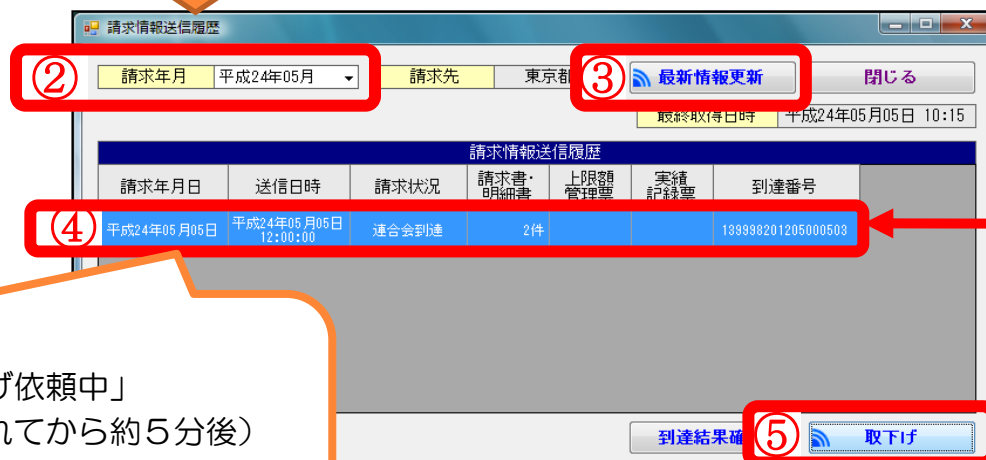 請求情報送信履歴
② 請求年月 平成24年05月 請求先 東京都 ③ 最新情報更新 閉じる
最終取得日時 平成24年05月05日 10:15
請求情報送信履歴
請求年月日 送信日時 請求状況 請求書・明細書 上限額管理票 実績記録票 到達番号
④ 平成24年05月05日 平成24年05月05日 12:00:00 連合会到達 2件 139998201205000503
げ依頼中」
れてから約5分後）
到達結果確 ⑤ 取下げ